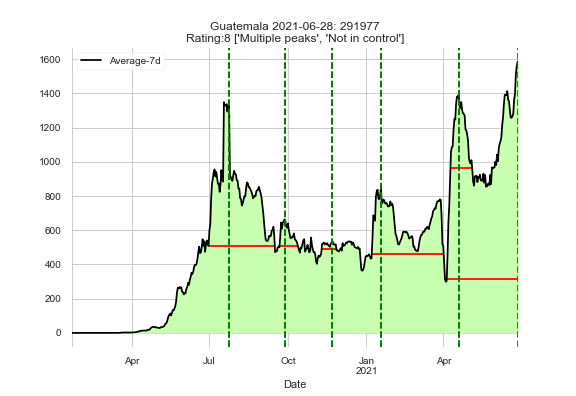 Guatemala 2021-06-28: 291977
Rating:8 ['Multiple peaks', 'Not in control']
Average-7d
1600
1400
1200
1000
800
600
400
200
0
Apr Jul Oct Jan Apr
2021
Date